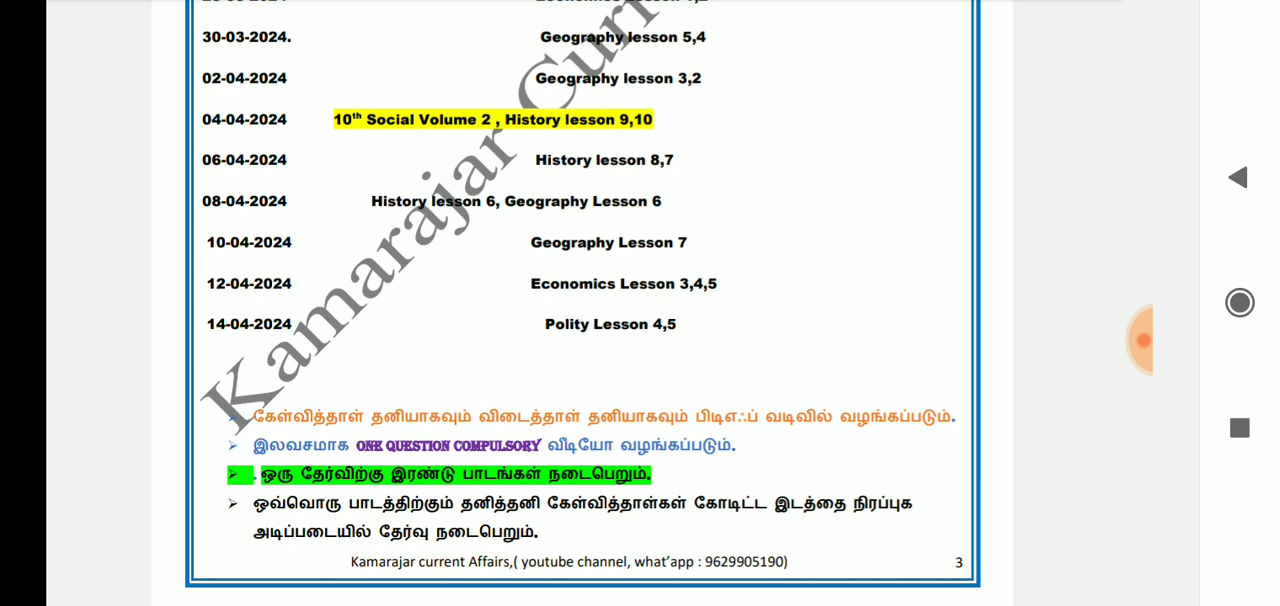 30-03-2024. Geography lesson 5,4
02-04-2024 Geography lesson 3,2
04-04-2024 10th Social Volume 2 , History lesson 9,10
06-04-2024 History lesson 8,7
08-04-2024 History lesson 6, Geography Lesson 6
10-04-2024 Geography Lesson 7
12-04-2024 Economics Lesson 3,4,5
14-04-2024 Polity Lesson 4,5
Kamarajar
➢ கேள்வித்தாள் தனியாகவும் விடைத்தாள் தனியாகவும் பிடிஎஃப் வடிவில் வழங்கப்படும்.
➢ இலவசமாக ONE QUESTION COMPULSORY வீடியோ வழங்கப்படும்.
➢ . ஒரு தேர்விற்கு இரண்டு பாடங்கள் நடைபெறும்.
➢ ஒவ்வொரு பாடத்திற்கும் தனித்தனி கேள்வித்தாள்கள் கோடிட்ட இடத்தை நிரப்புக
அடிப்படையில் தேர்வு நடைபெறும்.
Kamarajar current Affairs,( youtube channel, what’app : 9629905190) 3